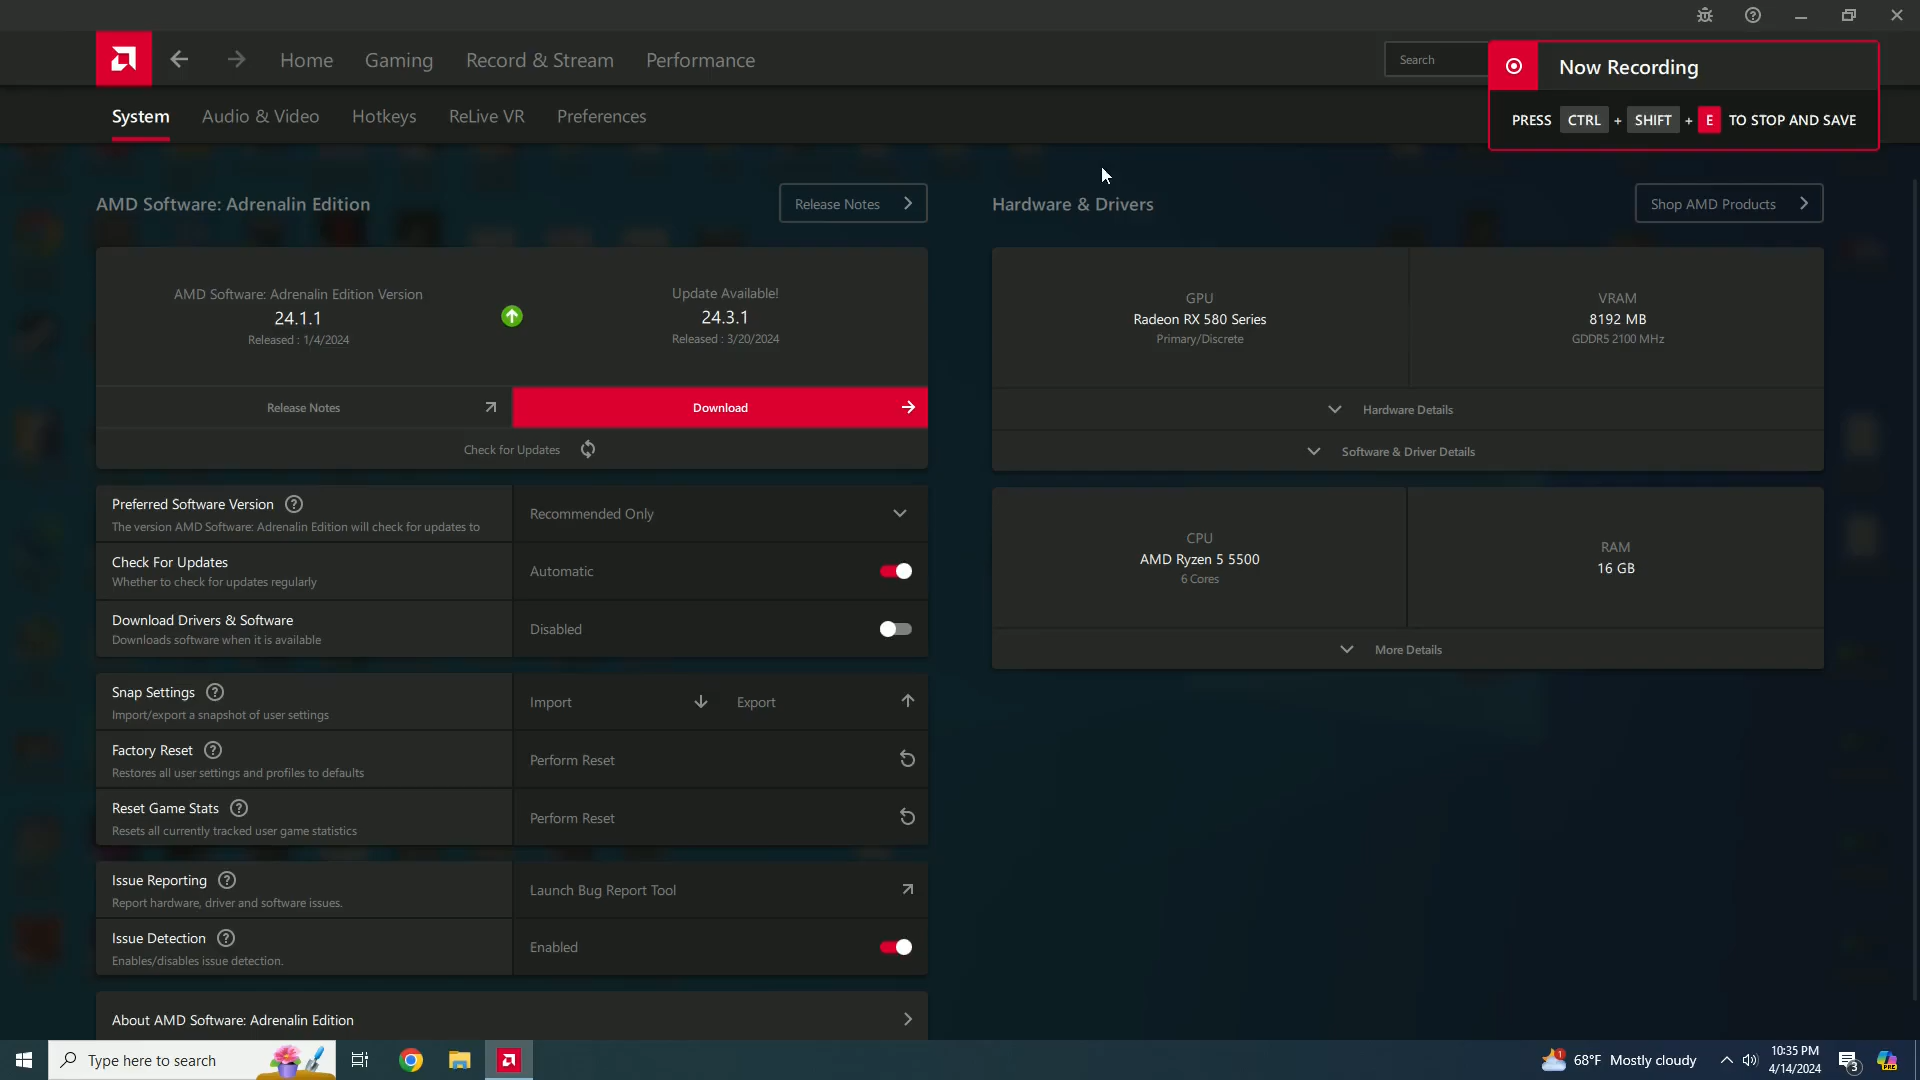 Home
Gaming
Record & Stream
Performance
Search
Now Recording
PRESS CTRL + SHIFT + E TO STOP AND SAVE
System
Audio & Video
Hotkeys
ReLive VR
Preferences
AMD Software: Adrenalin Edition
Release Notes
AMD Software: Adrenalin Edition Version
24.1.1
Released : 1/4/2024
Update Available!
24.3.1
Released : 3/20/2024
Release Notes
Download
Check for Updates
Preferred Software Version
The version AMD Software: Adrenalin Edition will check for updates to
Recommended Only
Check For Updates
Whether to check for updates regularly
Automatic
Download Drivers & Software
Downloads software when it is available
Disabled
Snap Settings
Import/export a snapshot of user settings
Import
Export
Factory Reset
Restores all user settings and profiles to defaults
Perform Reset
Reset Game Stats
Resets all currently tracked user game statistics
Perform Reset
Issue Reporting
Report hardware, driver and software issues.
Launch Bug Report Tool
Issue Detection
Enables/disables issue detection.
Enabled
About AMD Software: Adrenalin Edition
Hardware & Drivers
Shop AMD Products
GPU
Radeon RX 580 Series
Primary/Discrete
VRAM
8192 MB
GDDR5 2100 MHz
Hardware Details
Software & Driver Details
CPU
AMD Ryzen 5 5500
6 Cores
RAM
16 GB
More Details
Type here to search
1
68°F Mostly cloudy
10:35 PM
4/14/2024
3
PRE